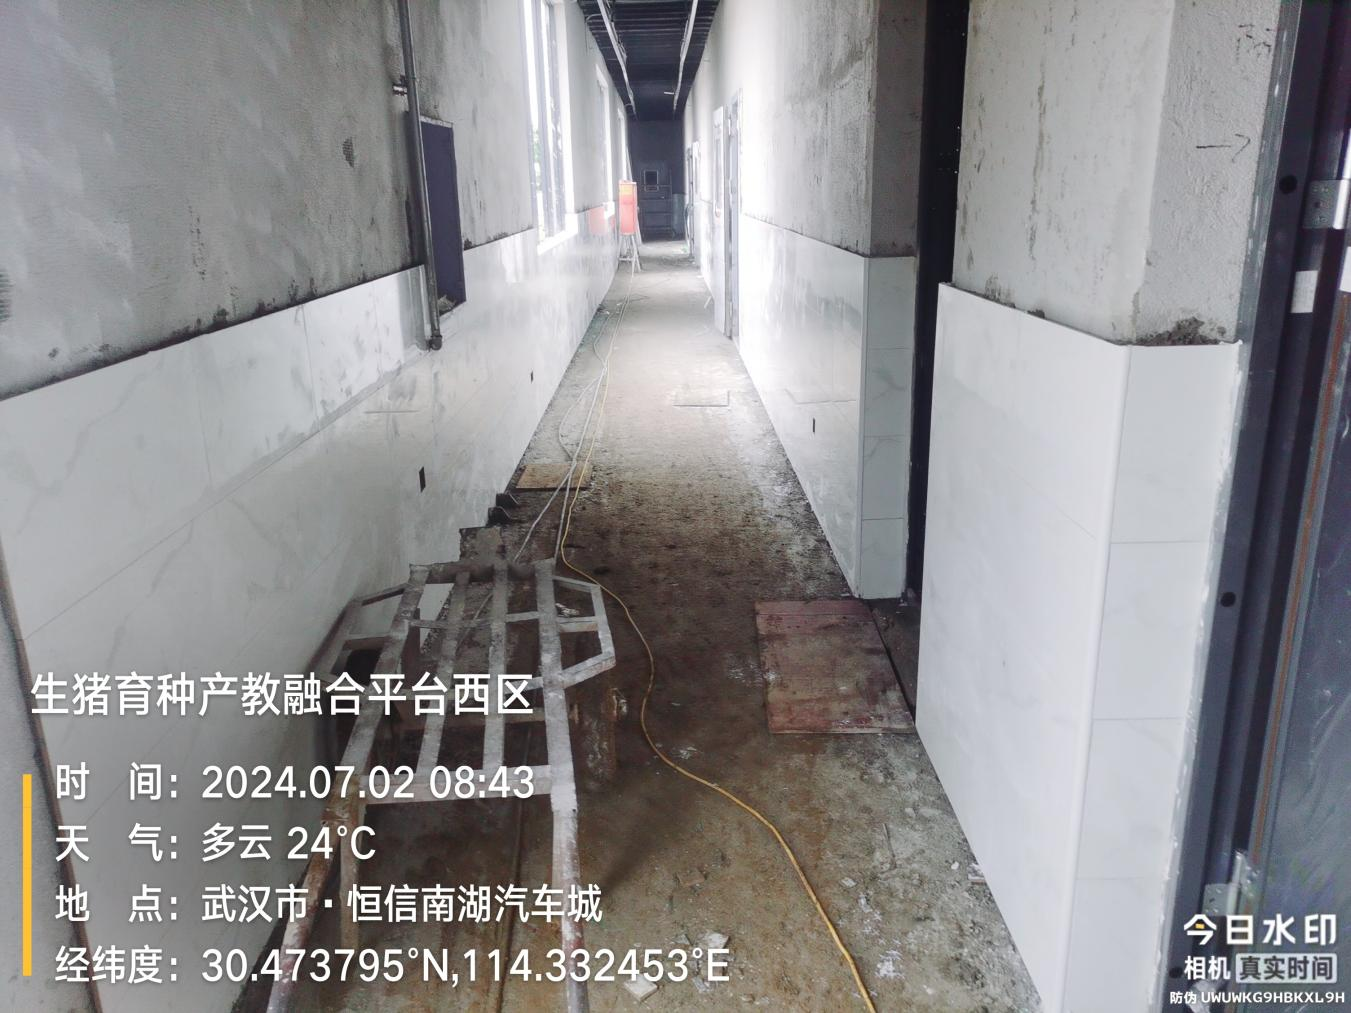 生猪育种产教融合平台西区
时 间：2024.07.02 08:43
天 气：多云 24°C
地 点：武汉市·恒信南湖汽车城
经纬度：30.473795°N,114.332453°E
今日水印
相机 真实时间
防伪 UWUWKG9HBKXL9H